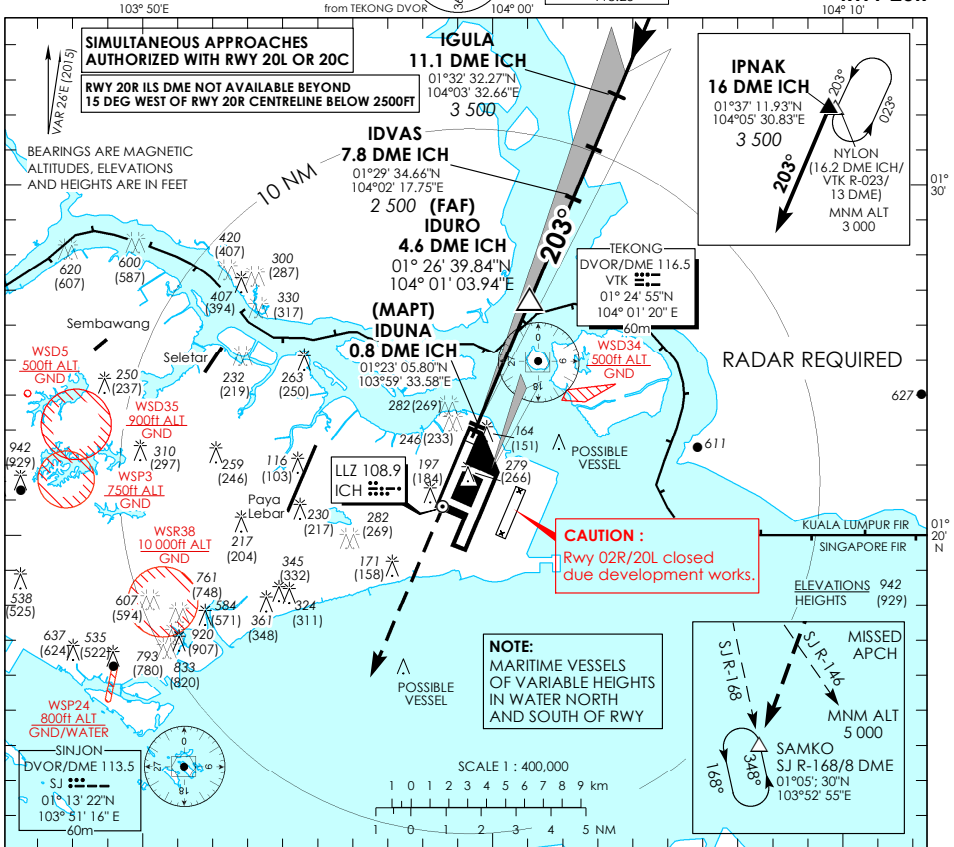 103° 50'E
from TEKONG DVOR
104° 00'
104° 10'
VAR 26'E (2015)
SIMULTANEOUS APPROACHES
AUTHORIZED WITH RWY 20L OR 20C
RWY 20R ILS DME NOT AVAILABLE BEYOND
15 DEG WEST OF RWY 20R CENTRELINE BELOW 2500FT
BEARINGS ARE MAGNETIC
ALTITUDES, ELEVATIONS
AND HEIGHTS ARE IN FEET
10 NM
IGULA
11.1 DME ICH
01°32' 32.27"N
104°03' 32.66"E
3 500
IDVAS
7.8 DME ICH
01°29' 34.66"N
104°02' 17.75"E
2 500
(FAF)
IDURO
4.6 DME ICH
01° 26' 39.84"N
104° 01' 03.94"E
(MAPT)
IDUNA
0.8 DME ICH
01°23' 05.80"N
103°59' 33.58"E
203°
IPNAK
16 DME ICH
01°37' 11.93"N
104°05' 30.83"E
3 500
203°
023°
NYLON
(16.2 DME ICH/
VTK R-023/
13 DME)
MNM ALT
3 000
01°
30'
TEKONG
DVOR/DME 116.5
VTK
01° 24' 55"N
104° 01' 20" E
60m
0
9
18
27
WSD34
500ft ALT
GND
RADAR REQUIRED
627
611
620
(607)
600
(587)
420
(407)
300
(287)
407
(394)
330
(317)
Sembawang
Seletar
WSD5
500ft ALT
GND
250
(237)
232
(219)
263
(250)
WSD35
900ft ALT
GND
282 (269)
246 (233)
164
(151)
POSSIBLE
VESSEL
942
(929)
310
(297)
259
(246)
116
(103)
WSP3
750ft ALT
GND
LLZ 108.9
ICH
197
(184)
279
(266)
Paya
Lebar
230
(217)
282
(269)
217
(204)
WSR38
10 000ft ALT
GND
CAUTION :
Rwy 02R/20L closed
due development works.
KUALA LUMPUR FIR
SINGAPORE FIR
01°
20'
N
538
(525)
761
(748)
345
(332)
171
(158)
607
(594)
584
(571)
361
(348)
324
(311)
ELEVATIONS 942
HEIGHTS (929)
637
(624)
535
(522)
793
(780)
920
(907)
833
(820)
POSSIBLE
VESSEL
NOTE:
MARITIME VESSELS
OF VARIABLE HEIGHTS
IN WATER NORTH
AND SOUTH OF RWY
WSP24
800ft ALT
GND/WATER
SINJON
DVOR/DME 113.5
SJ
01° 13' 22"N
103° 51' 16" E
60m
0
9
18
27
SCALE 1 : 400,000
1 0 1 2 3 4 5 6 7 8 9 km
1 0 1 2 3 4 5 NM
MISSED
APCH
SJ R-168
SJ R-146
MNM ALT
5 000
SAMKO
SJ R-168/8 DME
01°05'; 30"N
103°52' 55"E
168°
348°